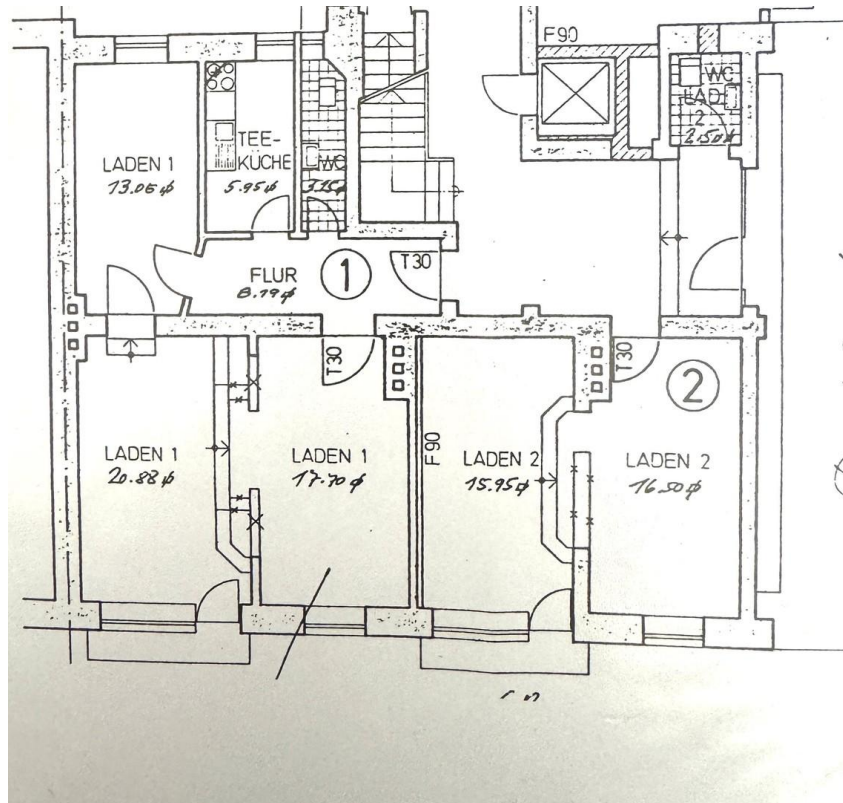 F90
WC
LAD
2
2.50⌀
TEE-
KÜCHE
5.95⌀
WC
LADEN 1
13.06⌀
FLUR
8.79⌀
1
T30
T30
T30
2
F90
LADEN 1
20.88⌀
LADEN 1
17.70⌀
LADEN 2
15.95⌀
LADEN 2
16.50⌀